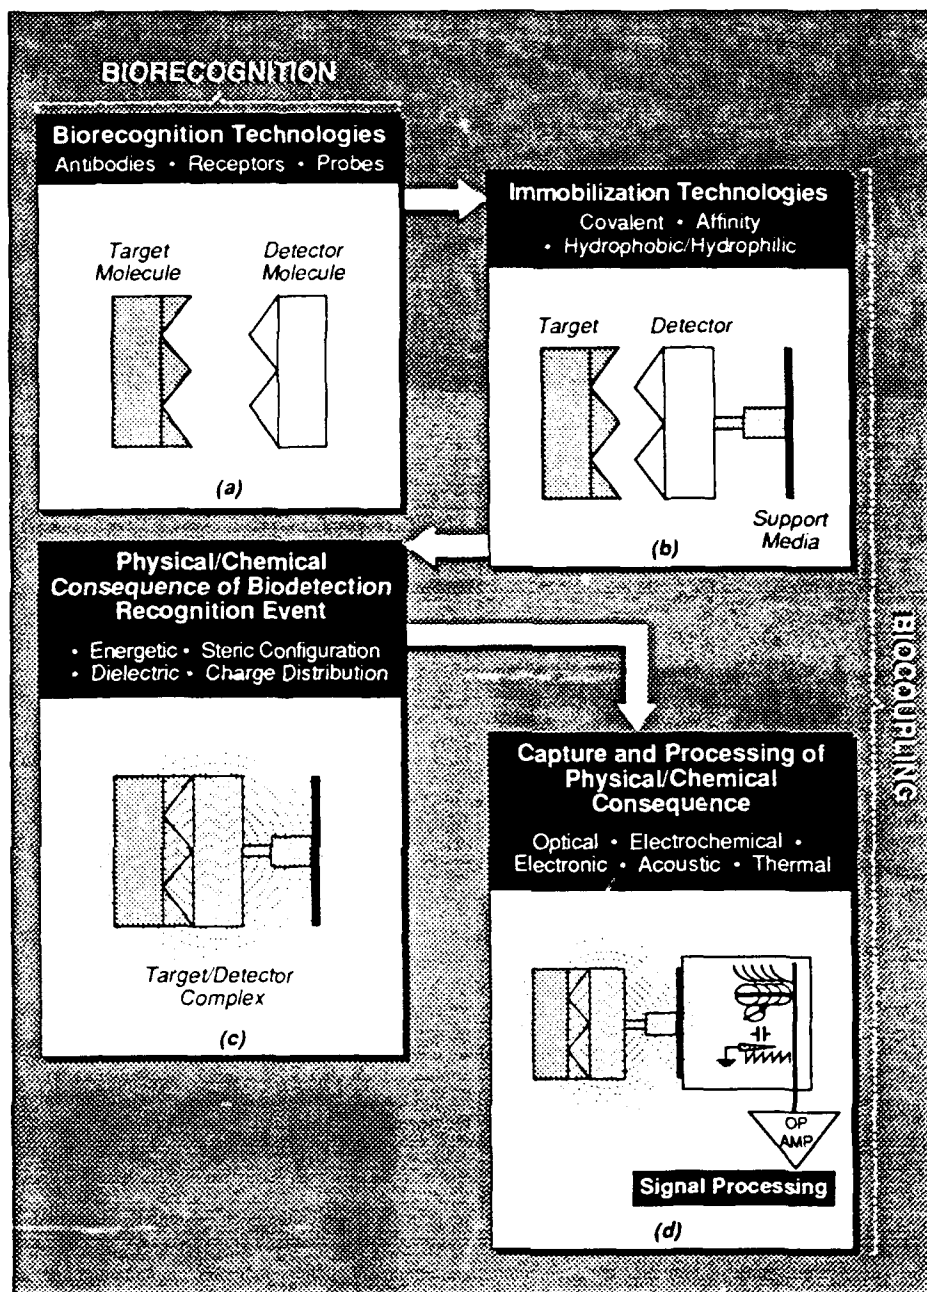 BIORECOGNITION
Biorecognition Technologies
Antibodies • Receptors • Probes
Target
Molecule
Detector
Molecule
(a)
Immobilization Technologies
Covalent • Affinity
• Hydrophobic/Hydrophilic
Target
Detector
Support
Media
(b)
Physical/Chemical
Consequence of Biodetection
Recognition Event
• Energetic • Steric Configuration
• Dielectric • Charge Distribution
Target/Detector
Complex
(c)
Capture and Processing of
Physical/Chemical
Consequence
Optical • Electrochemical •
Electronic • Acoustic • Thermal
OP
AMP
Signal Processing
(d)
BIOCOURLING